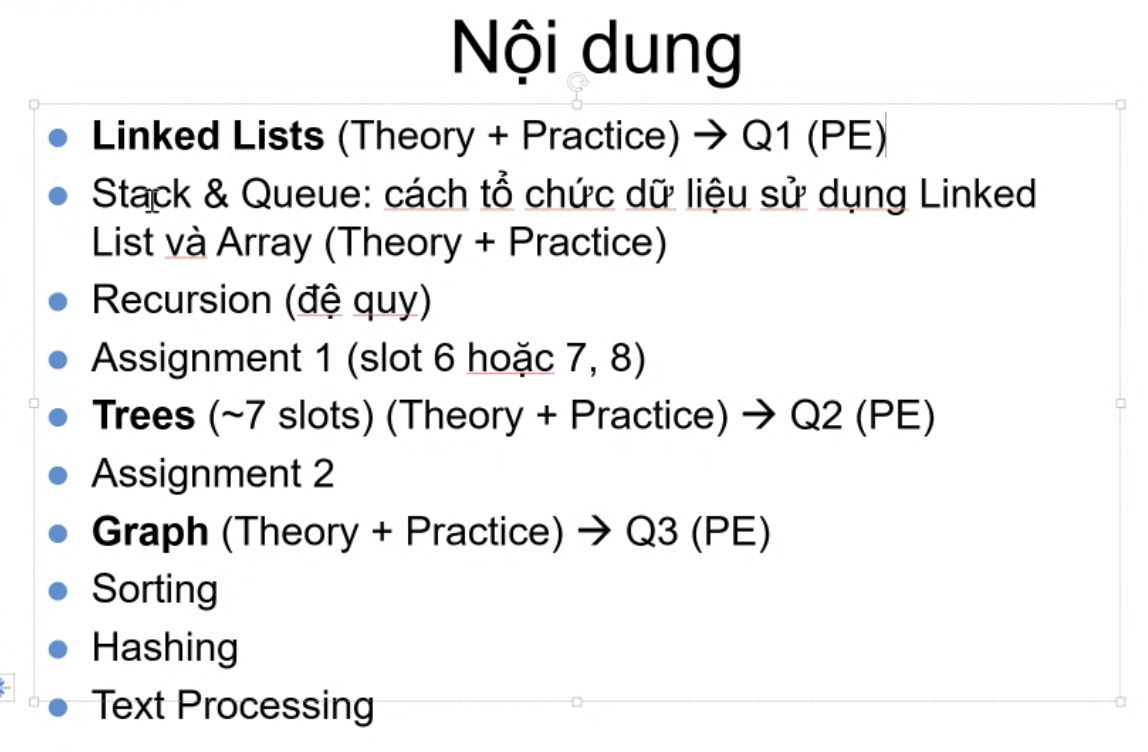 Nội dung
Linked Lists (Theory + Practice) → Q1 (PE)
Stack & Queue: cách tổ chức dữ liệu sử dụng Linked
List và Array (Theory + Practice)
Recursion (đệ quy)
Assignment 1 (slot 6 hoặc 7, 8)
Trees (~7 slots) (Theory + Practice) → Q2 (PE)
Assignment 2
Graph (Theory + Practice) → Q3 (PE)
Sorting
Hashing
Text Processing